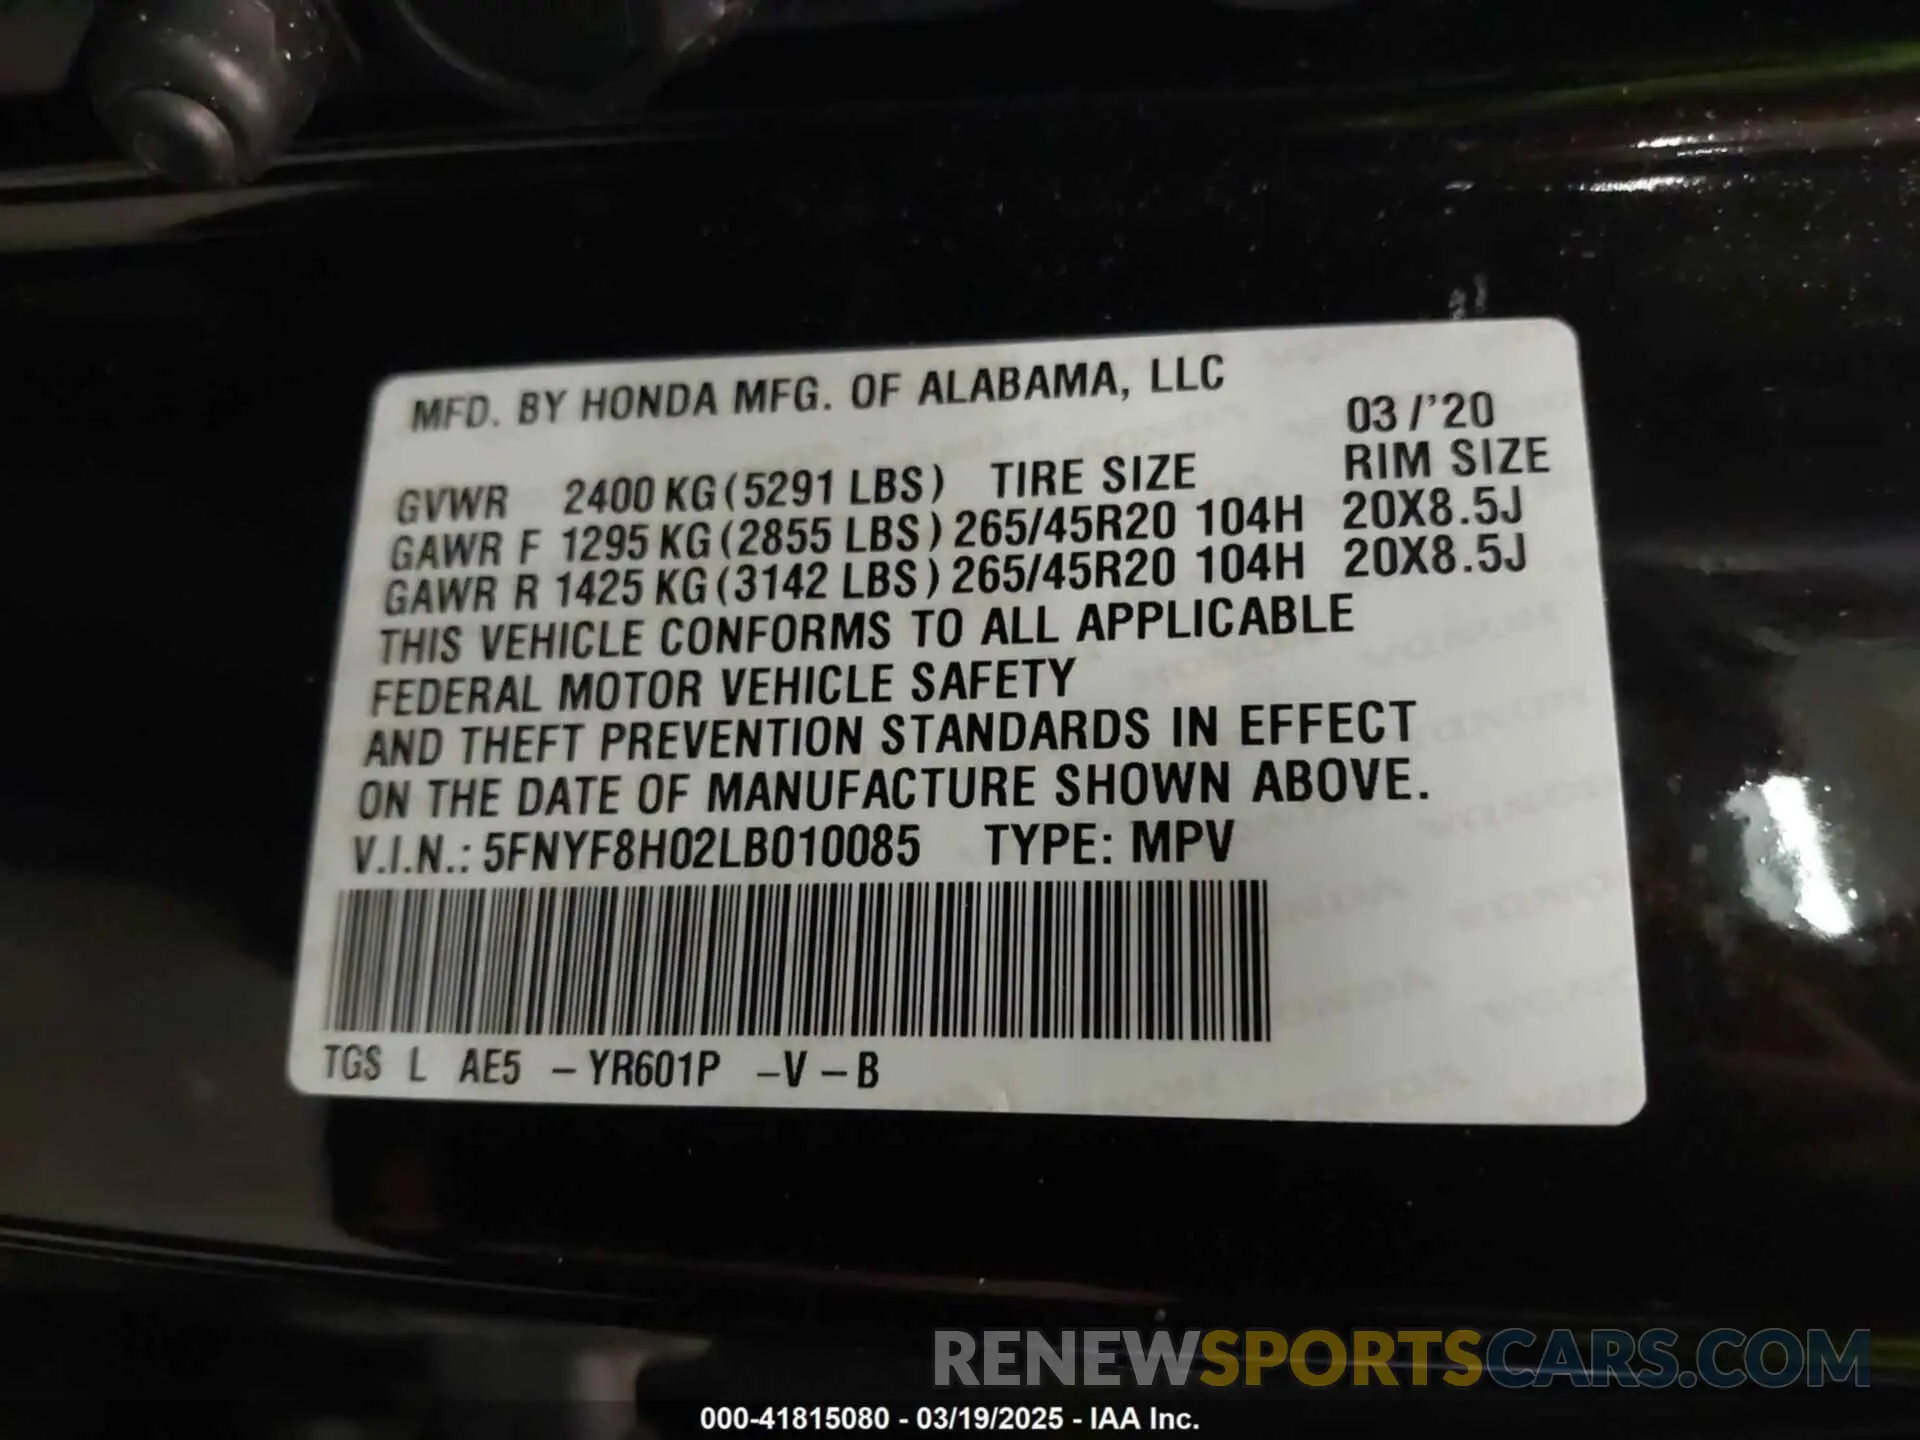 MFD. BY HONDA MFG. OF ALABAMA, LLC
03 /'20
GVWR 2400 KG (5291 LBS) TIRE SIZE RIM SIZE
GAWR F 1295 KG (2855 LBS) 265/45R20 104H 20X8.5J
GAWR R 1425 KG (3142 LBS) 265/45R20 104H 20X8.5J
THIS VEHICLE CONFORMS TO ALL APPLICABLE
FEDERAL MOTOR VEHICLE SAFETY
AND THEFT PREVENTION STANDARDS IN EFFECT
ON THE DATE OF MANUFACTURE SHOWN ABOVE.
V.I.N.: 5FNYF8H02LB010085 TYPE: MPV
TGS L AE5 – YR601P – V – B
RENEWSPORTSCARS.COM
000-41815080 - 03/19/2025 - IAA Inc.